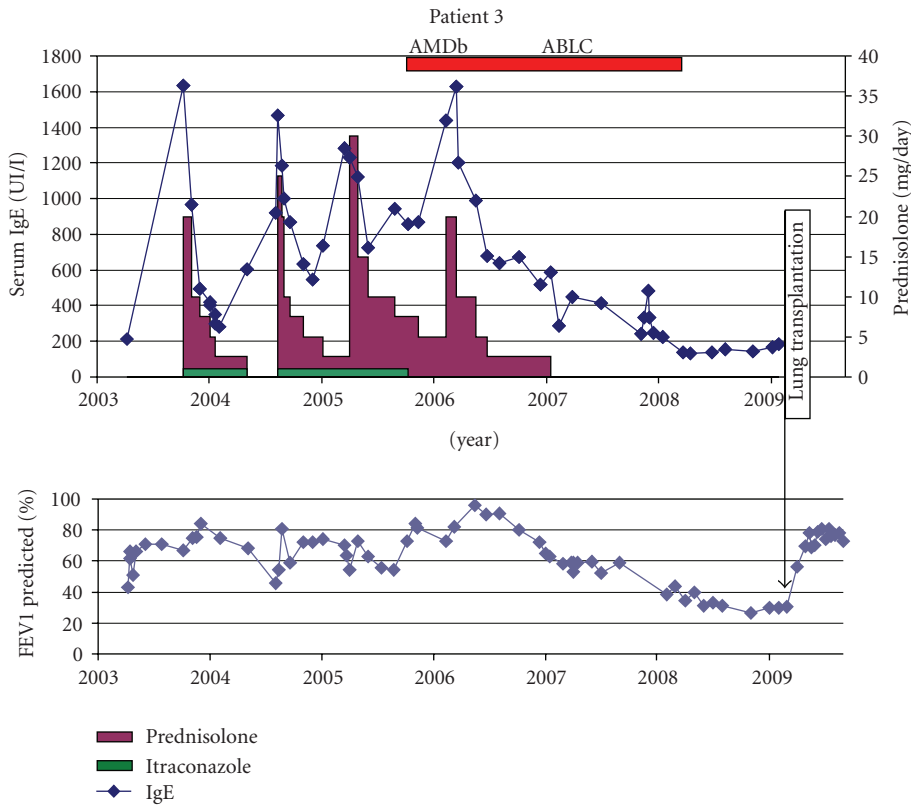 Patient 3
AMDb ABLC
1800
1600
1400
1200
1000
800
600
400
200
0
Serum IgE (UI/I)
40
35
30
25
20
15
10
5
0
Prednisolone (mg/day)
2003 2004 2005 2006 2007 2008 2009
(year)
Lung transplantation
100
80
60
40
20
0
FEV1 predicted (%)
2003 2004 2005 2006 2007 2008 2009
Prednisolone
Itraconazole
IgE